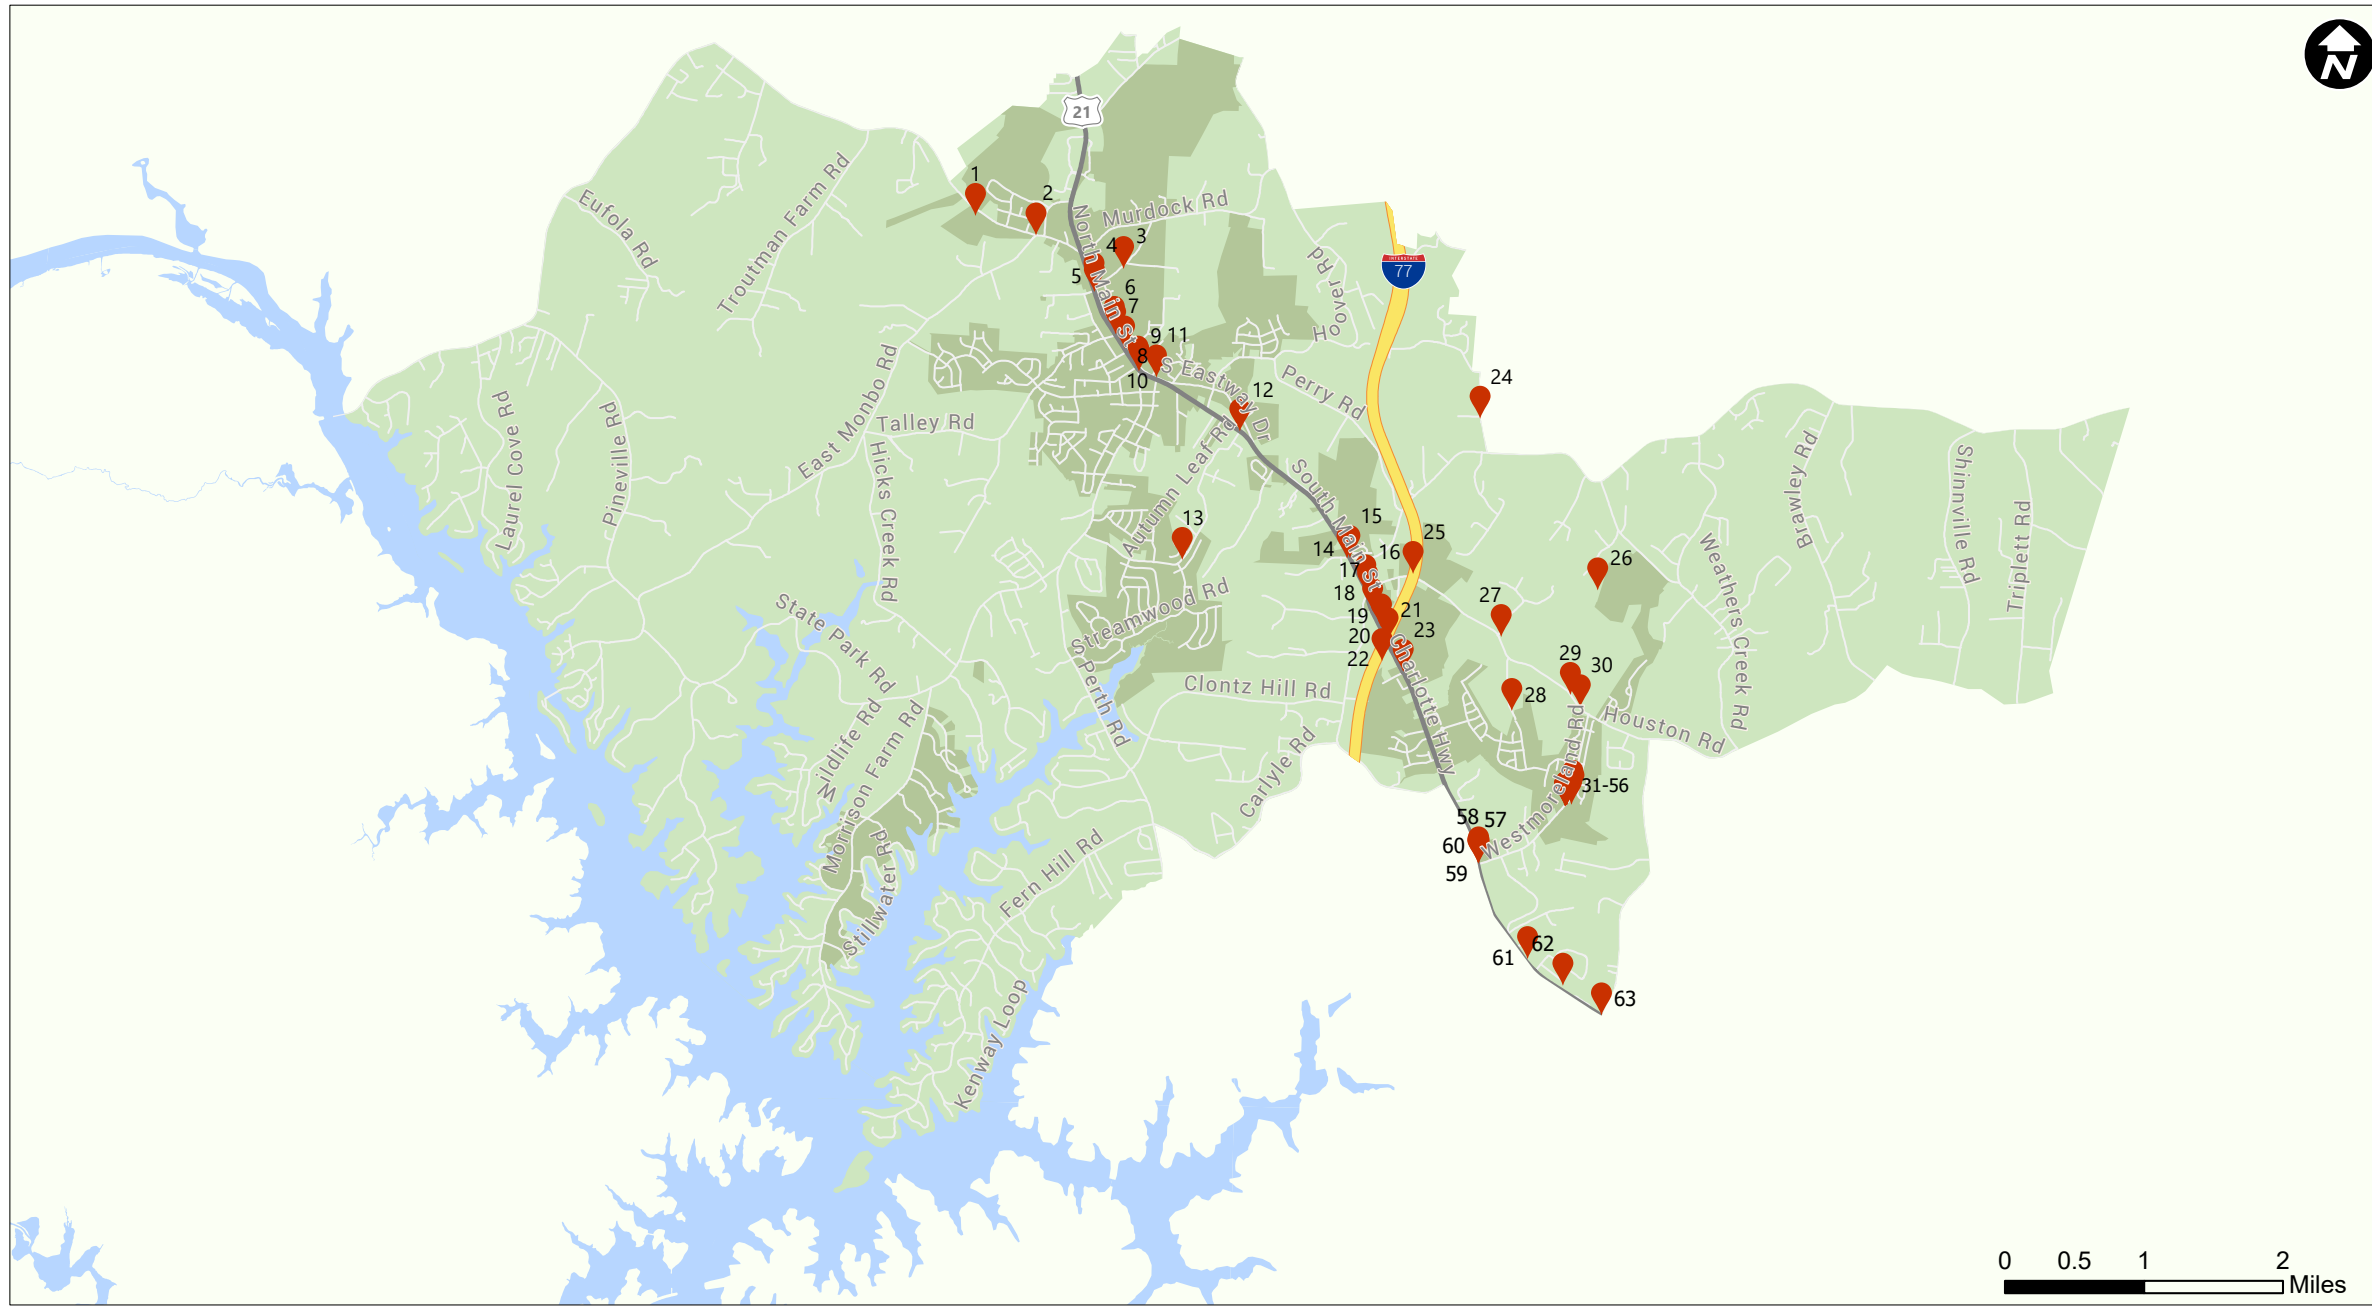 N
21
1
2
Murdock Rd
3
4
5
North Main St
6
7
8
9
10
11
S Eastway Dr
12
Eufola Rd
Troutman Farm Rd
Hoover Rd
INTERSTATE
77
Perry Rd
24
East Monbo Rd
Talley Rd
Hicks Creek Rd
Laurel Cove Rd
Pineville Rd
Autumn Leaf Rd
13
South Main St
14
15
16
25
17
18
19
20
21
22
23
26
27
28
29
30
Brawley Rd
Shinnville Rd
Triplett Rd
Weathers Creek Rd
State Park Rd
Streamwood Rd
S Perth Rd
Clontz Hill Rd
Charlotte Hwy
Houston Rd
Westmoreland Rd
Wildlife Rd
Morrison Farm Rd
Carlyle Rd
31-56
58
57
60
59
Stillwater Rd
Fern Hill Rd
61
62
63
Kenway Loop
0 0.5 1 2
Miles